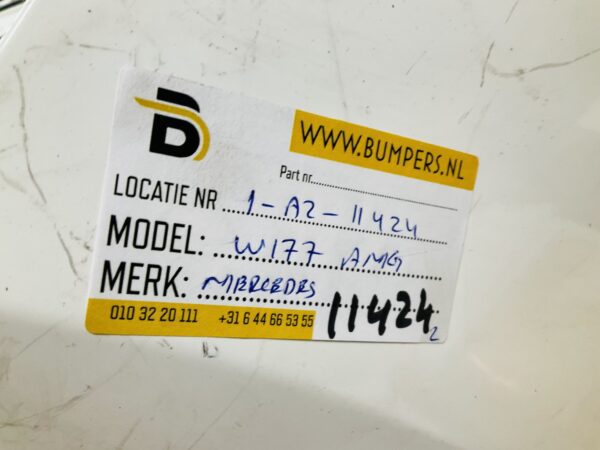 B
WWW.BUMPERS.NL
Part nr.
LOCATIE NR 1-A2-11424
MODEL: W177 AMG
MERK: MERCEDES
010 32 20 111 +31 6 44 66 53 55 11424 2